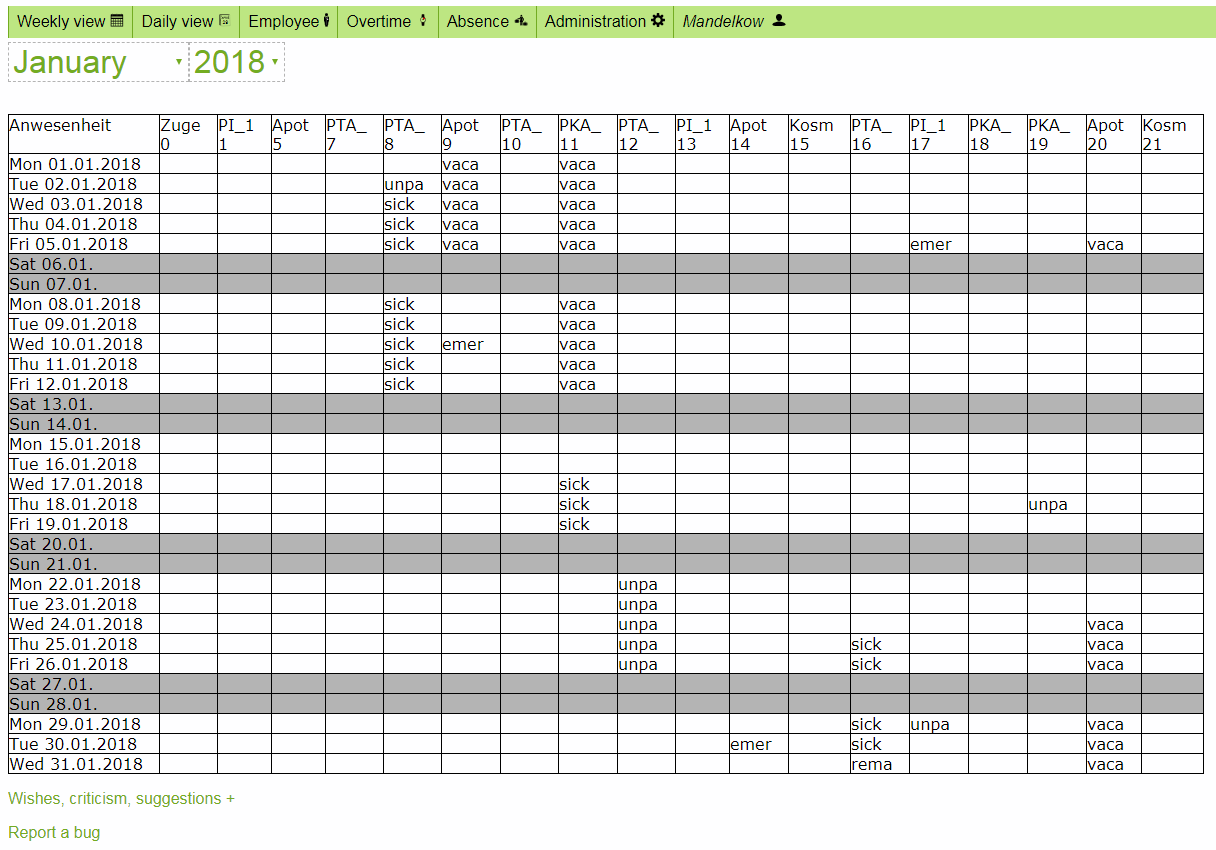 Weekly view Daily view Employee Overtime Absence Administration Mandelkow
January 2018
Anwesenheit Zuge PI_1 Apot PTA_ PTA_ Apot PTA_ PKA_ PTA_ PI_1 Apot Kosm PTA_ PI_1 PKA_ PKA_ Apot Kosm
0 1 5 7 8 9 10 11 12 13 14 15 16 17 18 19 20 21
Mon 01.01.2018 vaca vaca
Tue 02.01.2018 unpa vaca vaca
Wed 03.01.2018 sick vaca vaca
Thu 04.01.2018 sick vaca vaca
Fri 05.01.2018 sick vaca vaca emer vaca
Sat 06.01.
Sun 07.01.
Mon 08.01.2018 sick vaca
Tue 09.01.2018 sick vaca
Wed 10.01.2018 sick emer vaca
Thu 11.01.2018 sick vaca
Fri 12.01.2018 sick vaca
Sat 13.01.
Sun 14.01.
Mon 15.01.2018
Tue 16.01.2018
Wed 17.01.2018 sick
Thu 18.01.2018 sick unpa
Fri 19.01.2018 sick
Sat 20.01.
Sun 21.01.
Mon 22.01.2018 unpa
Tue 23.01.2018 unpa
Wed 24.01.2018 unpa vaca
Thu 25.01.2018 unpa sick vaca
Fri 26.01.2018 unpa sick vaca
Sat 27.01.
Sun 28.01.
Mon 29.01.2018 sick unpa vaca
Tue 30.01.2018 emer sick vaca
Wed 31.01.2018 rema vaca
Wishes, criticism, suggestions +
Report a bug